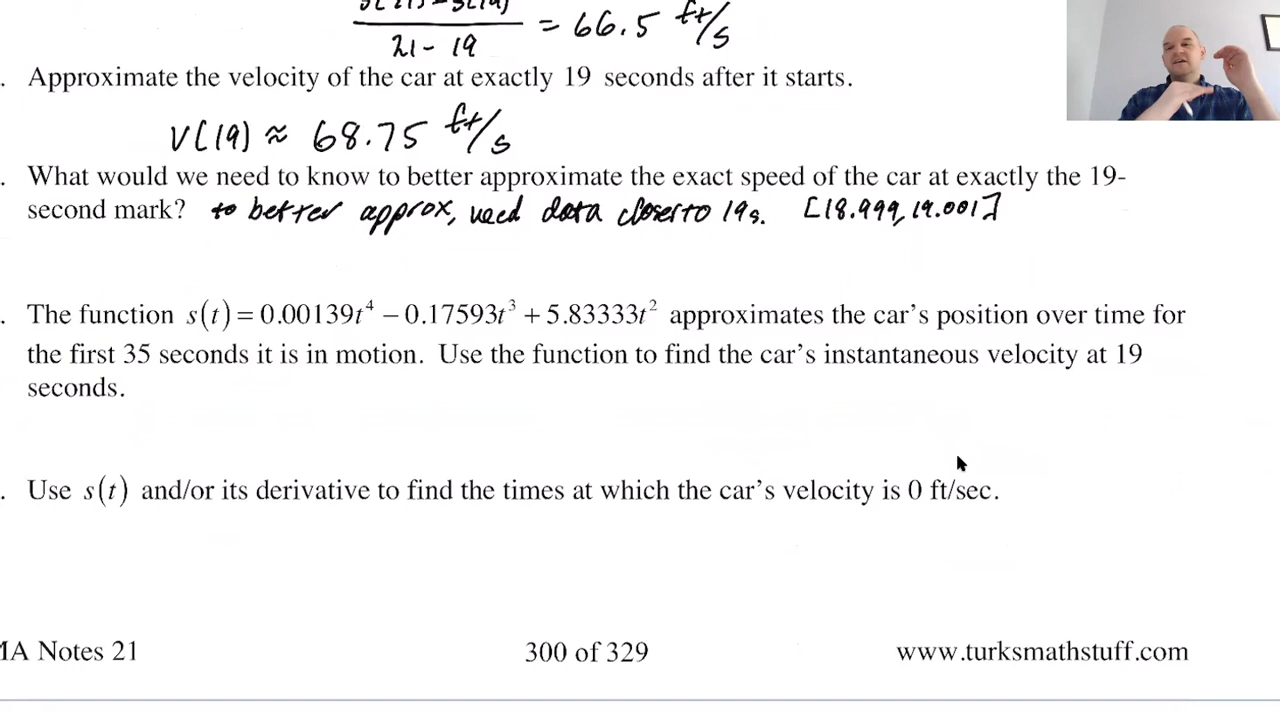 = 66.5 ft/s
21 - 19
. Approximate the velocity of the car at exactly 19 seconds after it starts.
V(19) ≈ 68.75 ft/s
. What would we need to know to better approximate the exact speed of the car at exactly the 19-
second mark? to better approx, need data closer to 19s. [18.999, 19.001]
. The function s(t) = 0.00139t⁴ − 0.17593t³ + 5.83333t² approximates the car's position over time for
the first 35 seconds it is in motion. Use the function to find the car's instantaneous velocity at 19
seconds.
. Use s(t) and/or its derivative to find the times at which the car's velocity is 0 ft/sec.
MA Notes 21 300 of 329 www.turksmathstuff.com